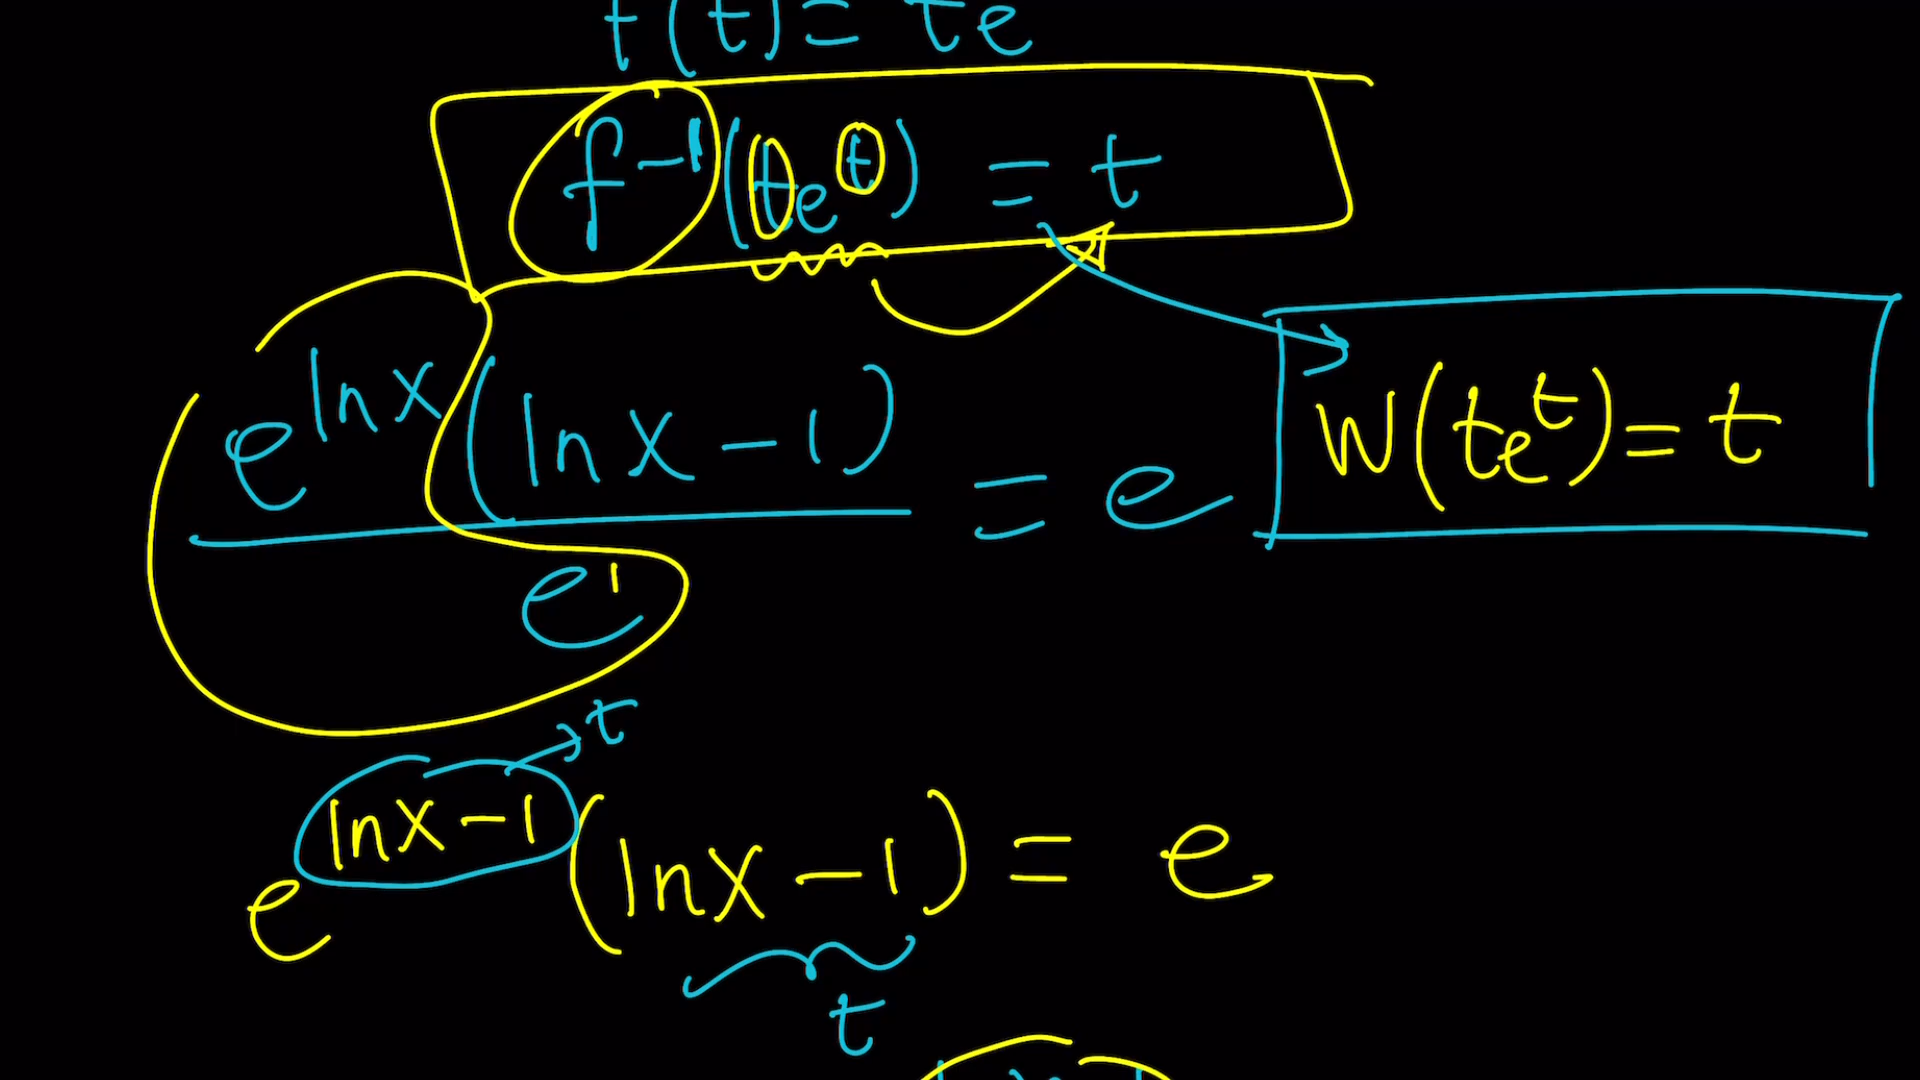 f(t) = te
f⁻¹(te^t) = t
e^(ln x) (ln x − 1) / e¹ = e
W(te^t) = t
t
e^(ln x − 1) (ln x − 1) = e
t